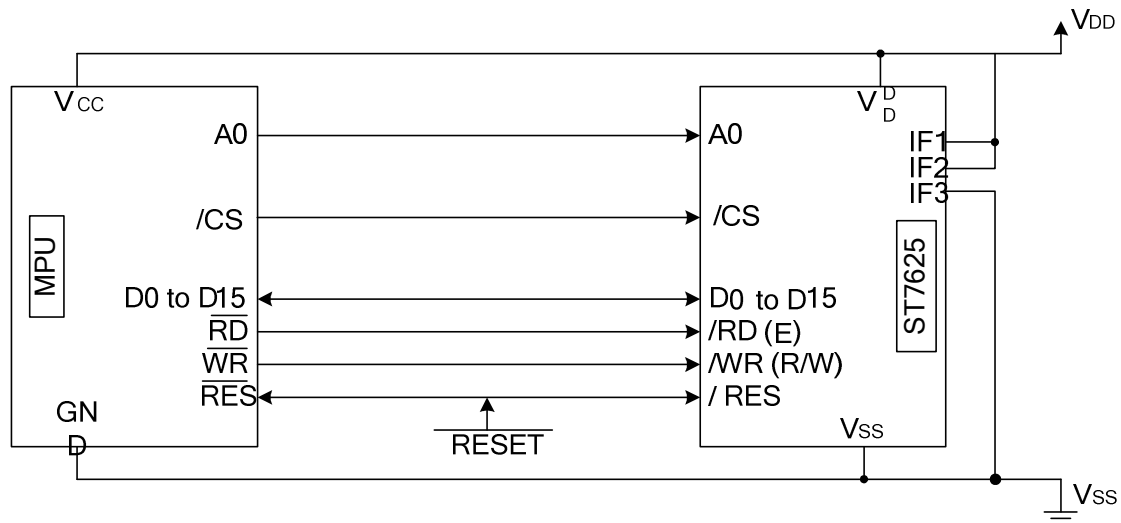 VDD
VCC
VDD
A0
A0
IF1
IF2
IF3
/CS
/CS
MPU
ST7625
D0 to D15
D0 to D15
RD
/RD (E)
WR
/WR (R/W)
RES
/ RES
GN
D
RESET
VSS
VSS